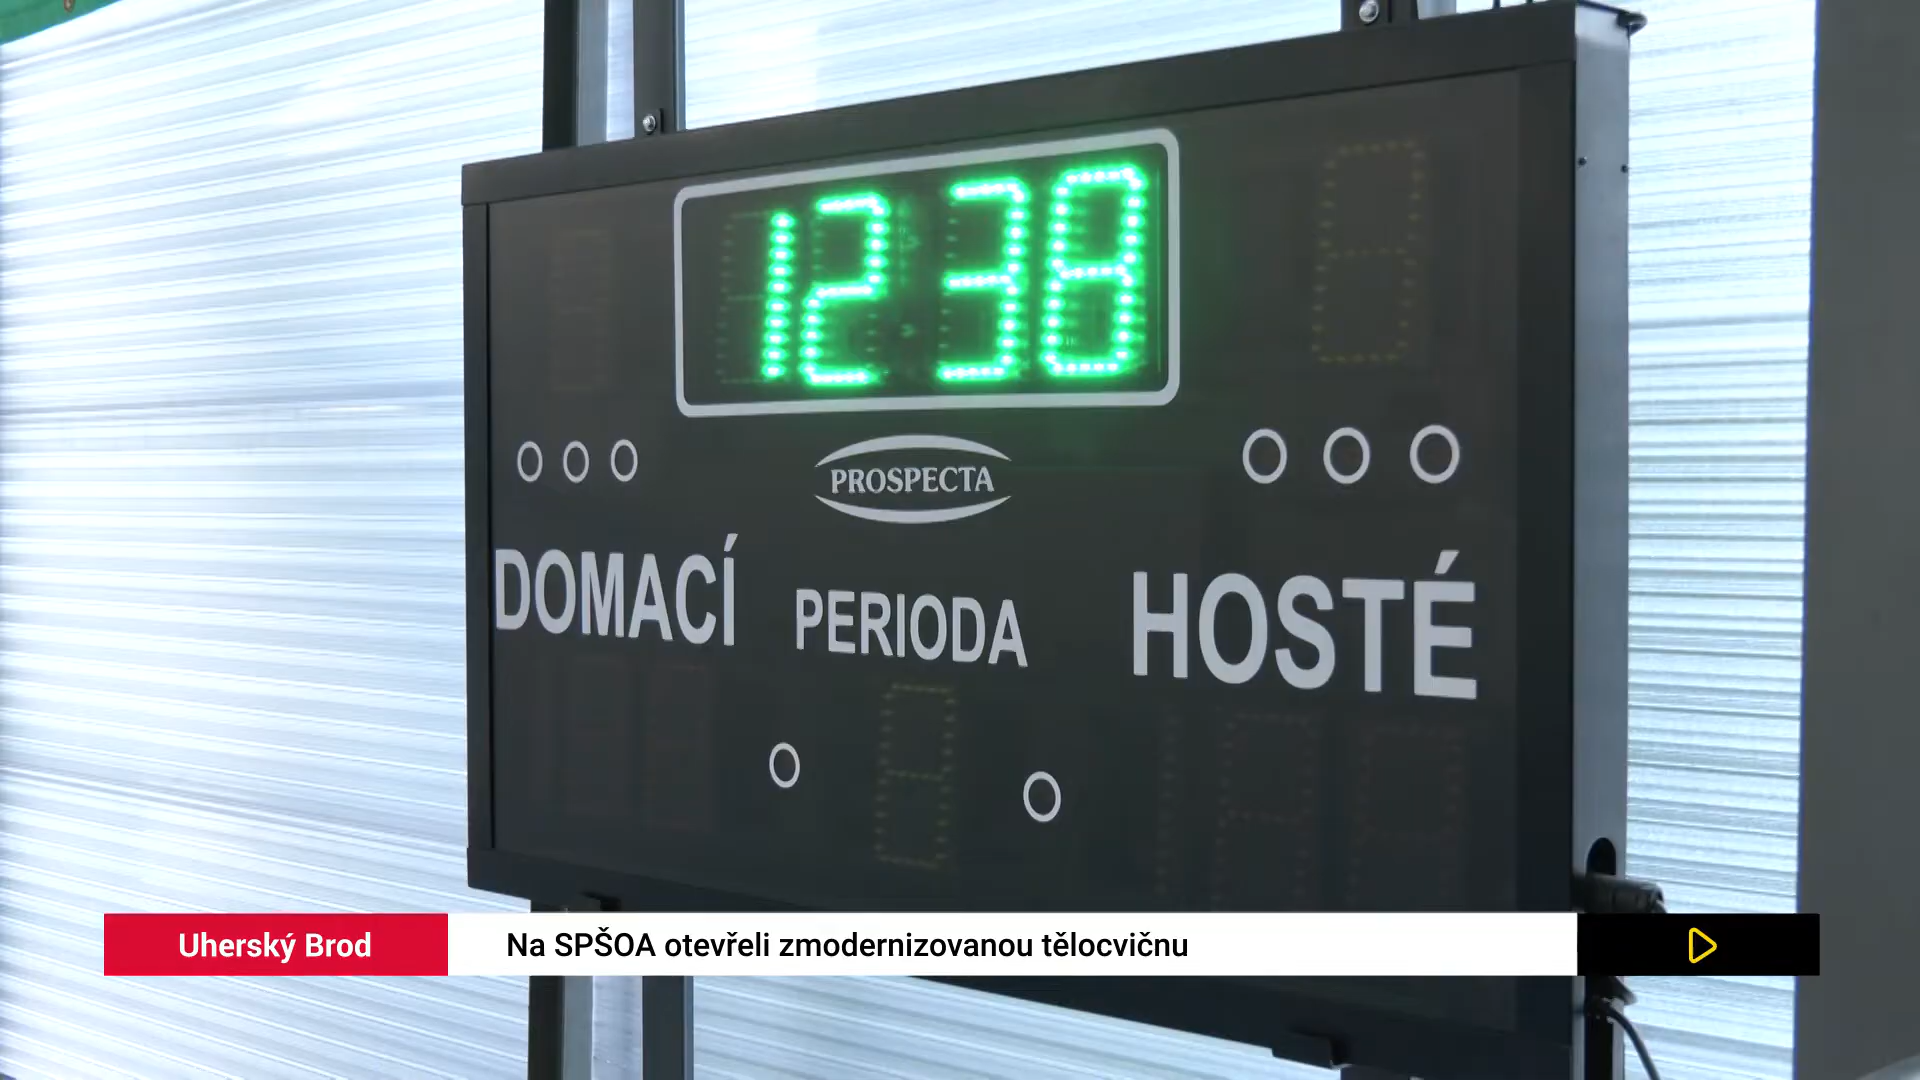 12 38
PROSPECTA
DOMACÍ
PERIODA
HOSTÉ
Uherský Brod
Na SPŠOA otevřeli zmodernizovanou tělocvičnu